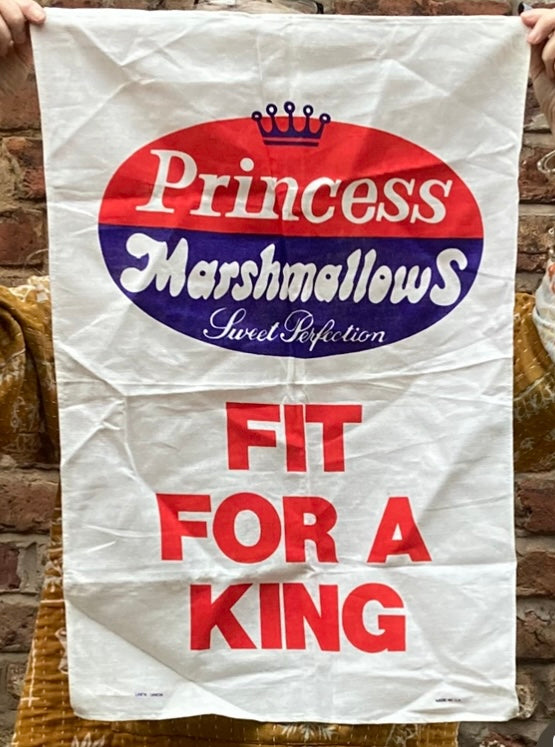 Princess
Marshmallows
Sweet Perfection
FIT
FOR A
KING